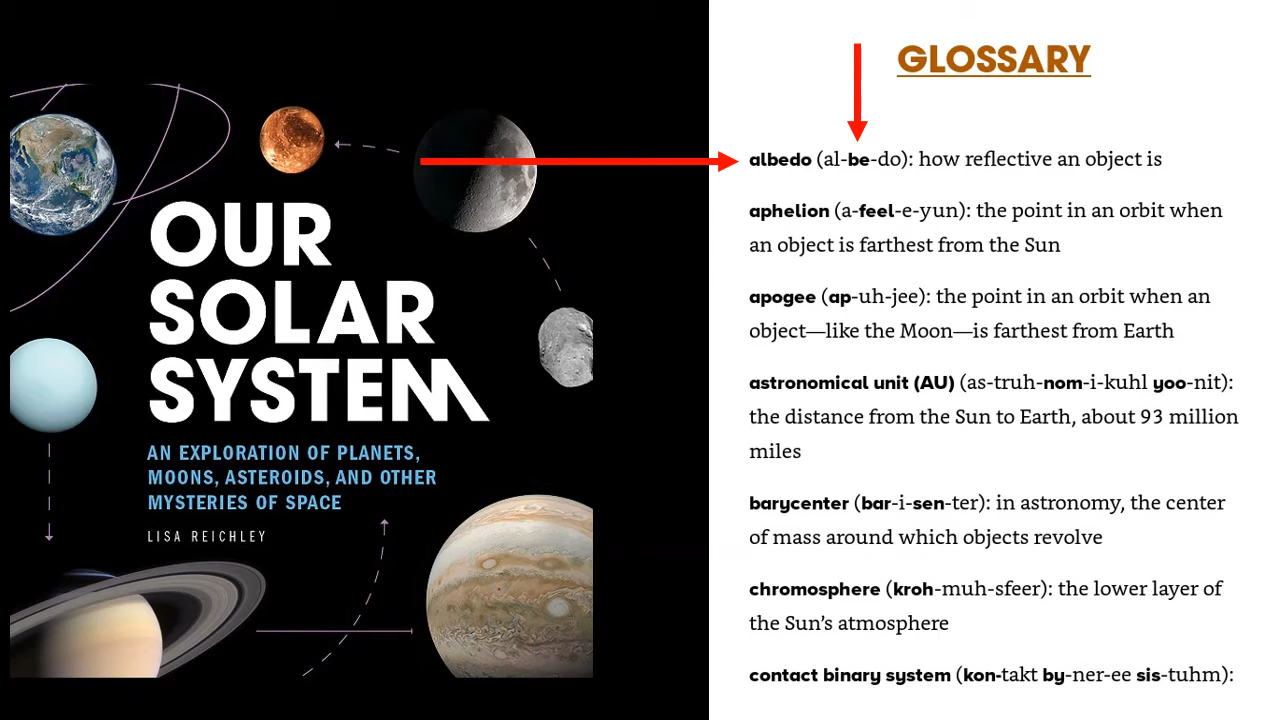 OUR
SOLAR
SYSTEM
AN EXPLORATION OF PLANETS,
MOONS, ASTEROIDS, AND OTHER
MYSTERIES OF SPACE
LISA REICHLEY
GLOSSARY
albedo (al-be-do): how reflective an object is
aphelion (a-feel-e-yun): the point in an orbit when
an object is farthest from the Sun
apogee (ap-uh-jee): the point in an orbit when an
object—like the Moon—is farthest from Earth
astronomical unit (AU) (as-truh-nom-i-kuhl yoo-nit):
the distance from the Sun to Earth, about 93 million
miles
barycenter (bar-i-sen-ter): in astronomy, the center
of mass around which objects revolve
chromosphere (kroh-muh-sfeer): the lower layer of
the Sun’s atmosphere
contact binary system (kon-takt by-ner-ee sis-tuhm):